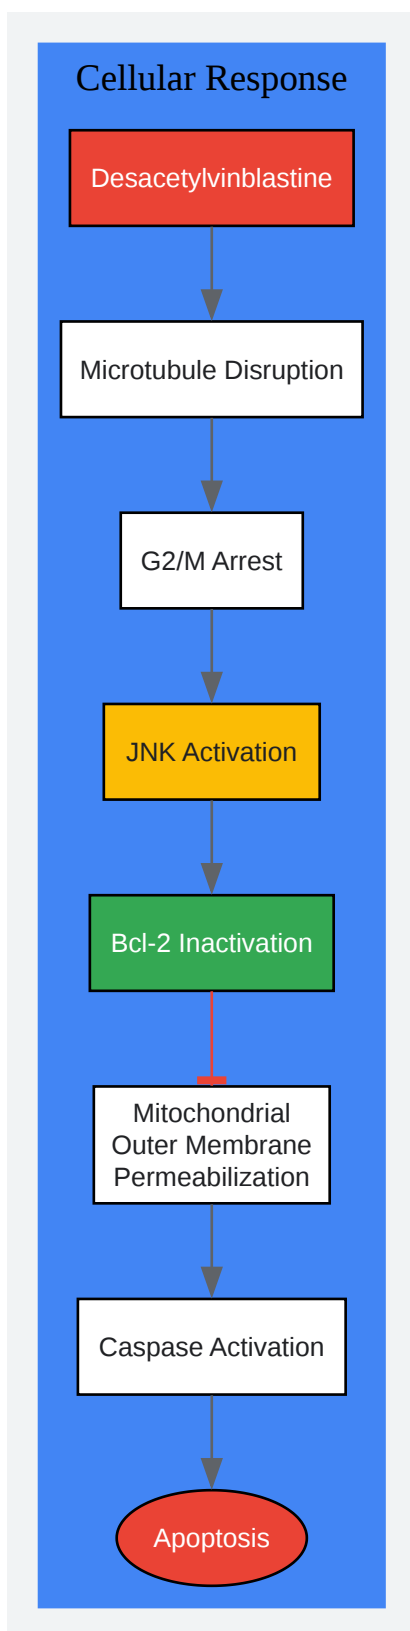 Cellular Response
Desacetylvinblastine
Microtubule Disruption
G2/M Arrest
JNK Activation
Bcl-2 Inactivation
Mitochondrial
Outer Membrane
Permeabilization
Caspase Activation
Apoptosis